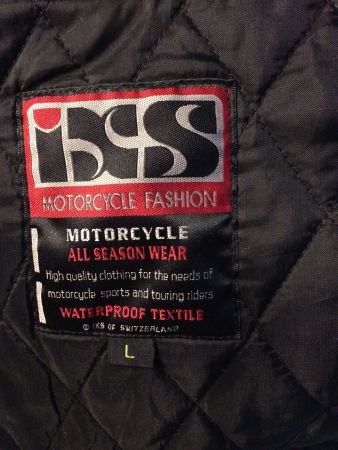 ixss
MOTORCYCLE FASHION
MOTORCYCLE
ALL SEASON WEAR
High quality clothing for the needs of
motorcycle sports and touring riders
WATERPROOF TEXTILE
© IXS OF SWITZERLAND
L